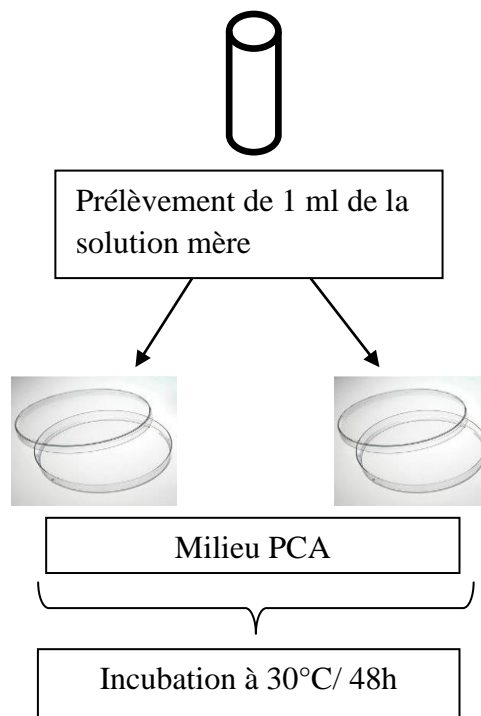 Prélèvement de 1 ml de la
solution mère
Milieu PCA
Incubation à 30°C/ 48h